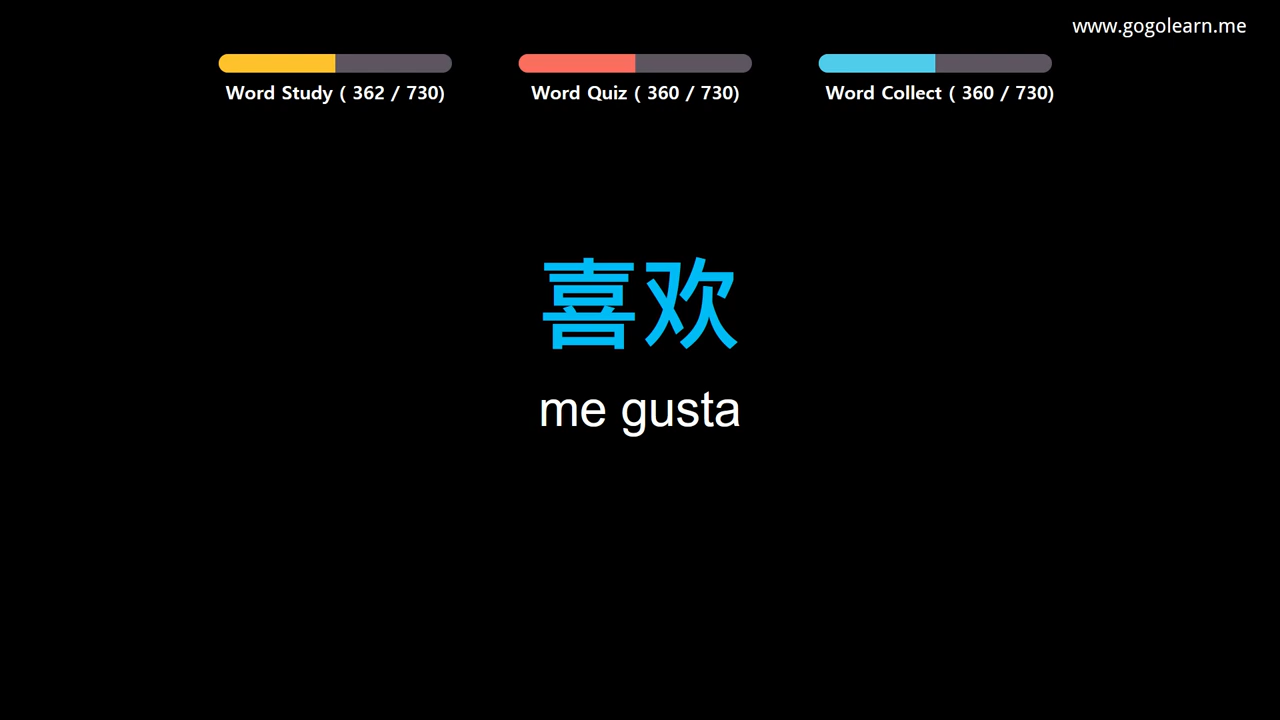 www.gogolearn.me
Word Study ( 362 / 730)
Word Quiz ( 360 / 730)
Word Collect ( 360 / 730)
喜欢
me gusta